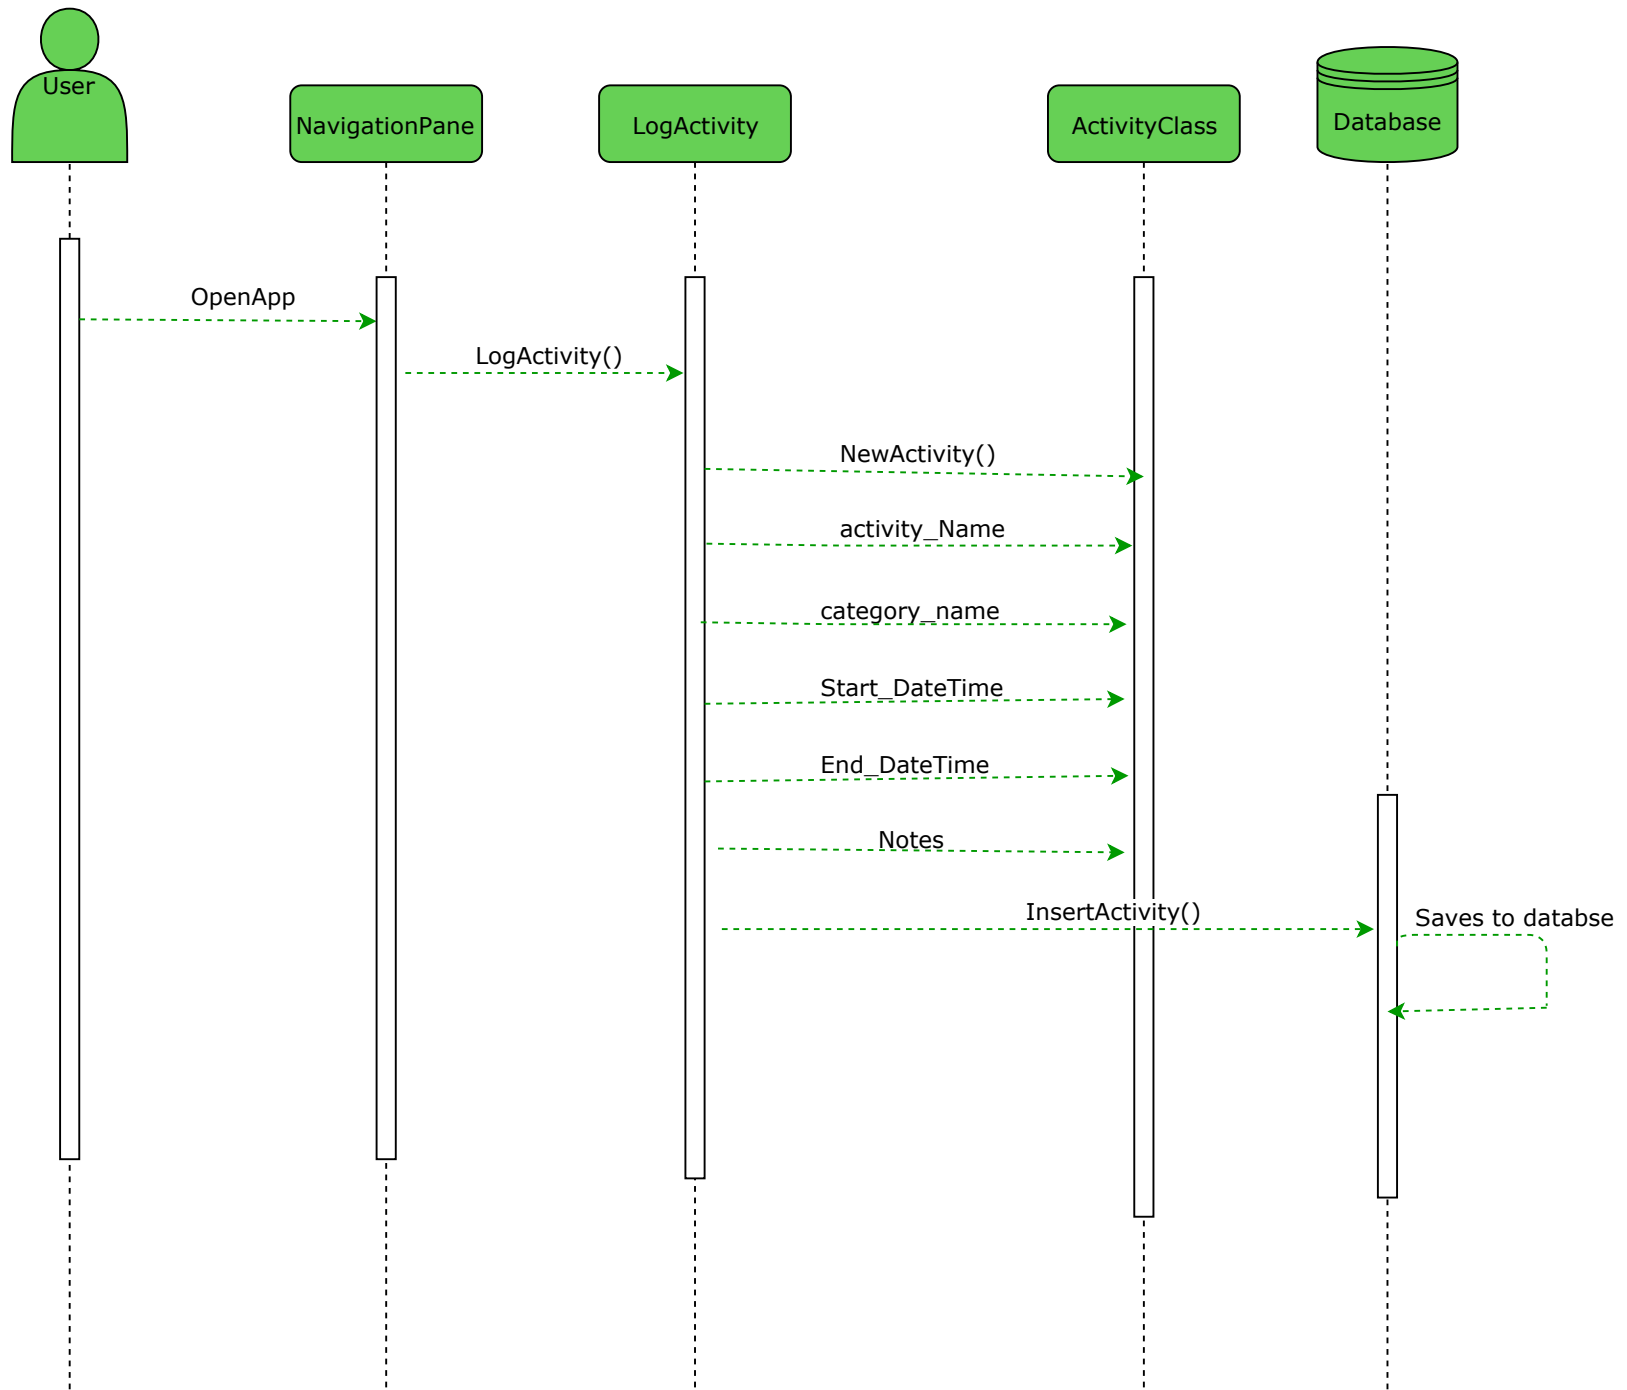 User
NavigationPane
LogActivity
ActivityClass
Database
OpenApp
LogActivity()
NewActivity()
activity_Name
category_name
Start_DateTime
End_DateTime
Notes
InsertActivity()
Saves to databse